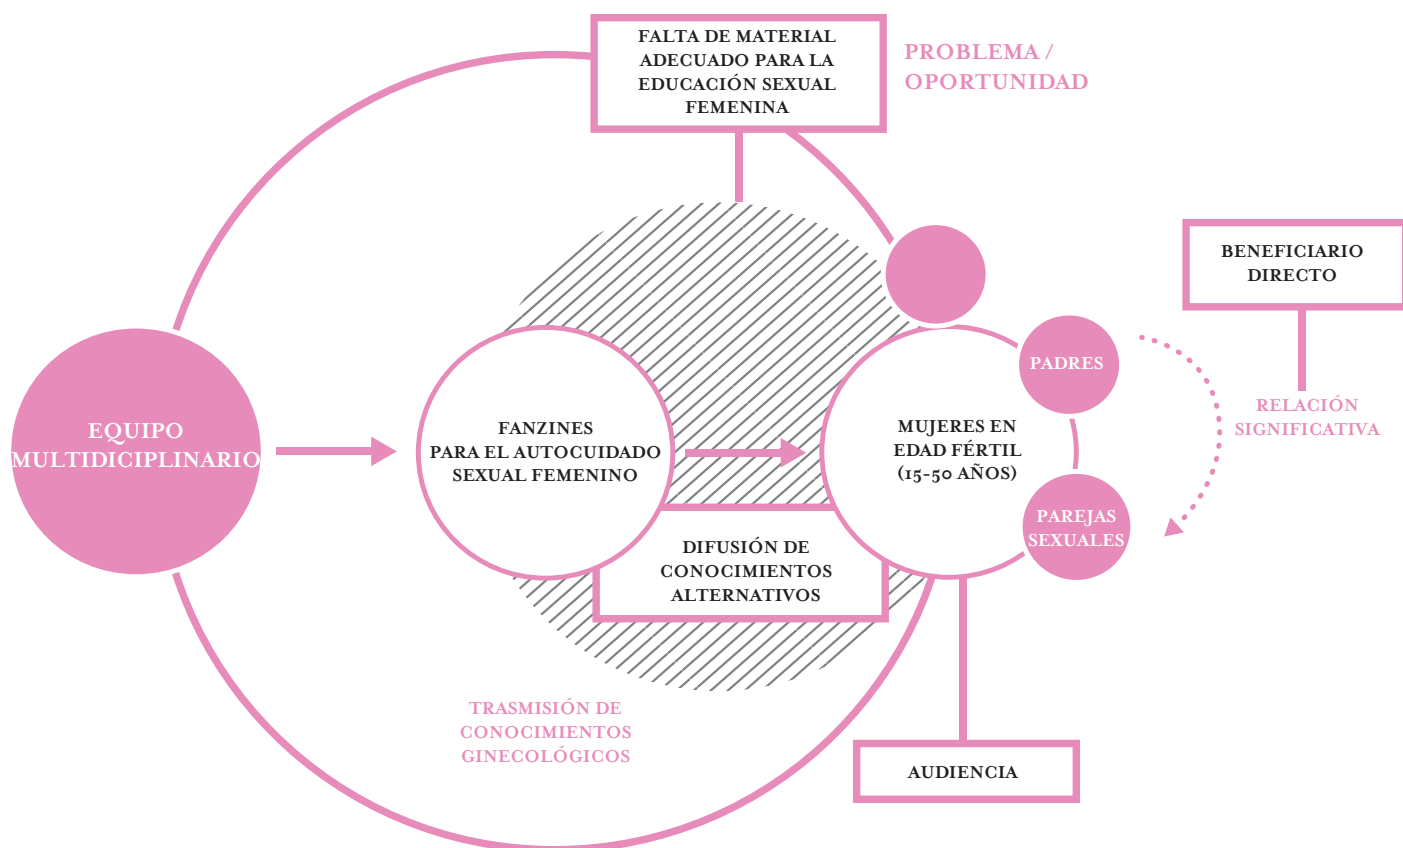 FALTA DE MATERIAL
ADECUADO PARA LA
EDUCACIÓN SEXUAL
FEMENINA
PROBLEMA /
OPORTUNIDAD
BENEFICIARIO
DIRECTO
PADRES
RELACIÓN
SIGNIFICATIVA
EQUIPO
MULTIDICIPLINARIO
FANZINES
PARA EL AUTOCUIDADO
SEXUAL FEMENINO
MUJERES EN
EDAD FÉRTIL
(15-50 AÑOS)
PAREJAS
SEXUALES
DIFUSIÓN DE
CONOCIMIENTOS
ALTERNATIVOS
TRASMISIÓN DE
CONOCIMIENTOS
GINECOLÓGICOS
AUDIENCIA